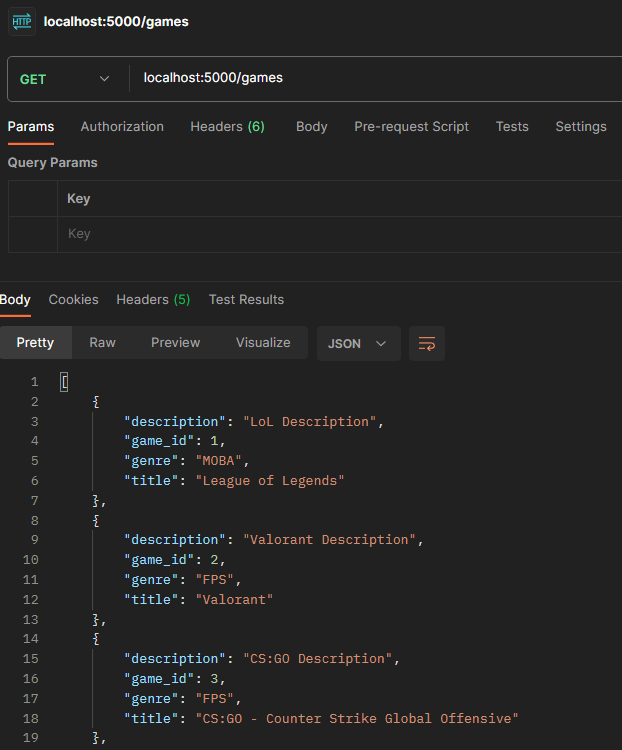 HTTP localhost:5000/games
GET localhost:5000/games
Params Authorization Headers (6) Body Pre-request Script Tests Settings
Query Params
Key
Key
Body Cookies Headers (5) Test Results
Pretty Raw Preview Visualize JSON
1 [
2 {
3 "description": "LoL Description",
4 "game_id": 1,
5 "genre": "MOBA",
6 "title": "League of Legends"
7 },
8 {
9 "description": "Valorant Description",
10 "game_id": 2,
11 "genre": "FPS",
12 "title": "Valorant"
13 },
14 {
15 "description": "CS:GO Description",
16 "game_id": 3,
17 "genre": "FPS",
18 "title": "CS:GO - Counter Strike Global Offensive"
19 },